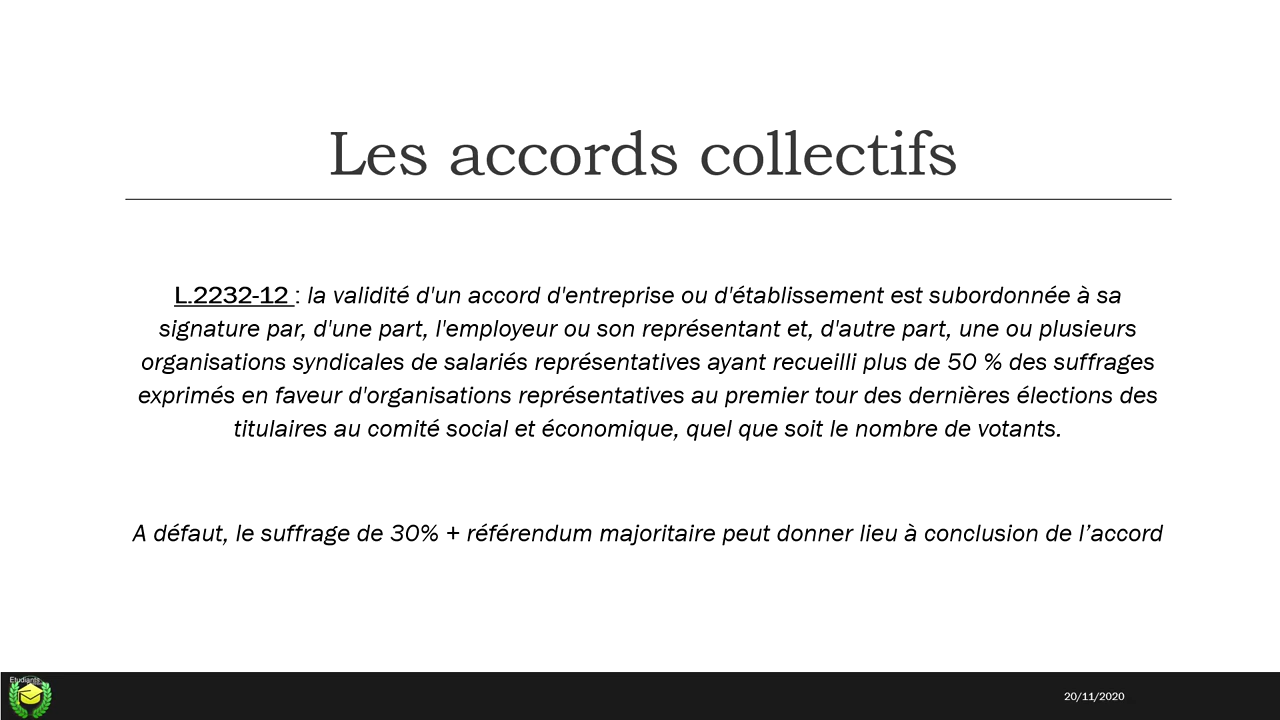 Les accords collectifs
L.2232-12 : la validité d'un accord d'entreprise ou d'établissement est subordonnée à sa
signature par, d'une part, l'employeur ou son représentant et, d'autre part, une ou plusieurs
organisations syndicales de salariés représentatives ayant recueilli plus de 50 % des suffrages
exprimés en faveur d'organisations représentatives au premier tour des dernières élections des
titulaires au comité social et économique, quel que soit le nombre de votants.
A défaut, le suffrage de 30% + référendum majoritaire peut donner lieu à conclusion de l’accord
Etudiants
20/11/2020